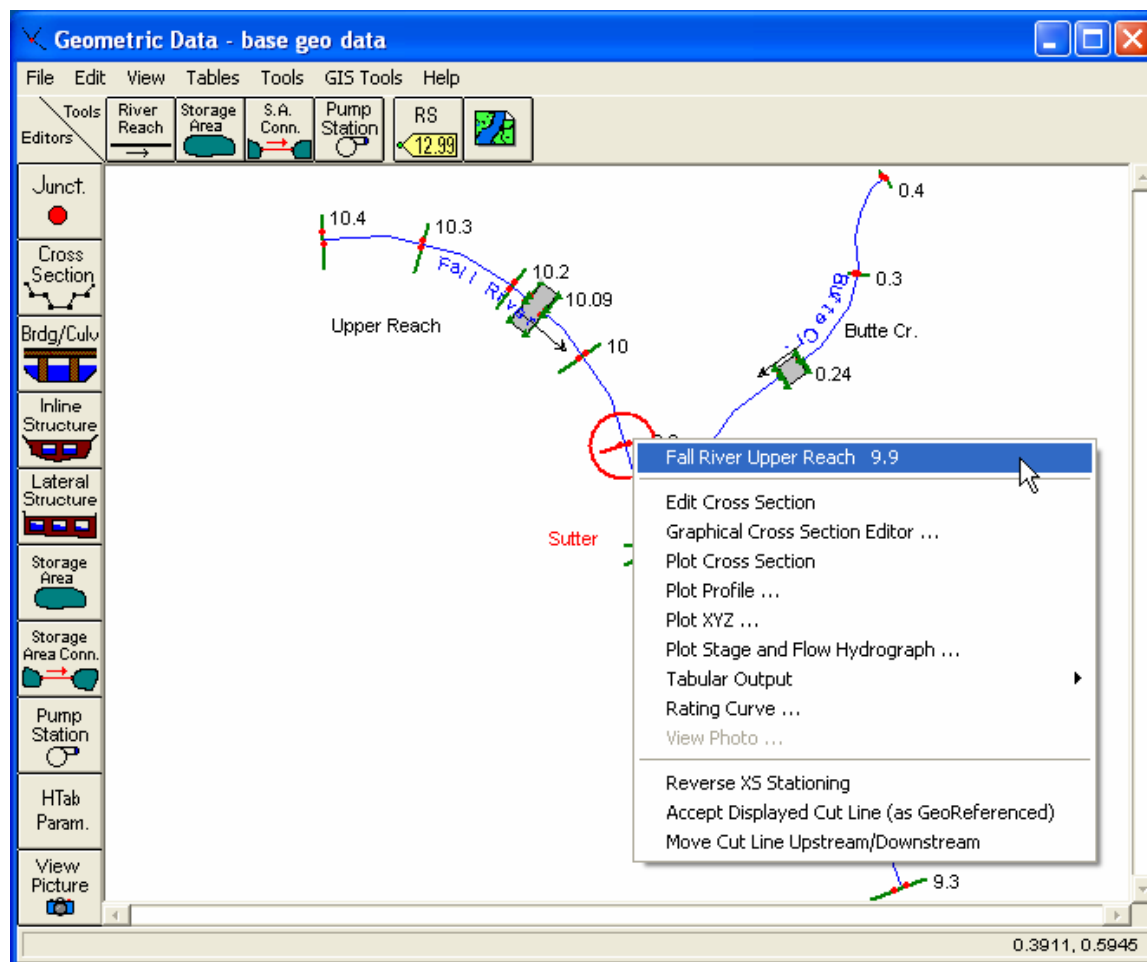 Geometric Data - base geo data
File Edit View Tables Tools GIS Tools Help
Tools
Editors
River
Reach
Storage
Area
S.A.
Conn.
Pump
Station
RS
12.99
Junct.
Cross
Section
Brdg/Culv
Inline
Structure
Lateral
Structure
Storage
Area
Storage
Area Conn.
Pump
Station
HTab
Param.
View
Picture
10.4
10.3
Fall River
10.2
10.09
Upper Reach
10
0.4
0.3
Butte Cr.
Butte Cr.
0.24
Sutter
Fall River Upper Reach 9.9
Edit Cross Section
Graphical Cross Section Editor ...
Plot Cross Section
Plot Profile ...
Plot XYZ ...
Plot Stage and Flow Hydrograph ...
Tabular Output
Rating Curve ...
View Photo ...
Reverse XS Stationing
Accept Displayed Cut Line (as GeoReferenced)
Move Cut Line Upstream/Downstream
9.3
0.3911, 0.5945